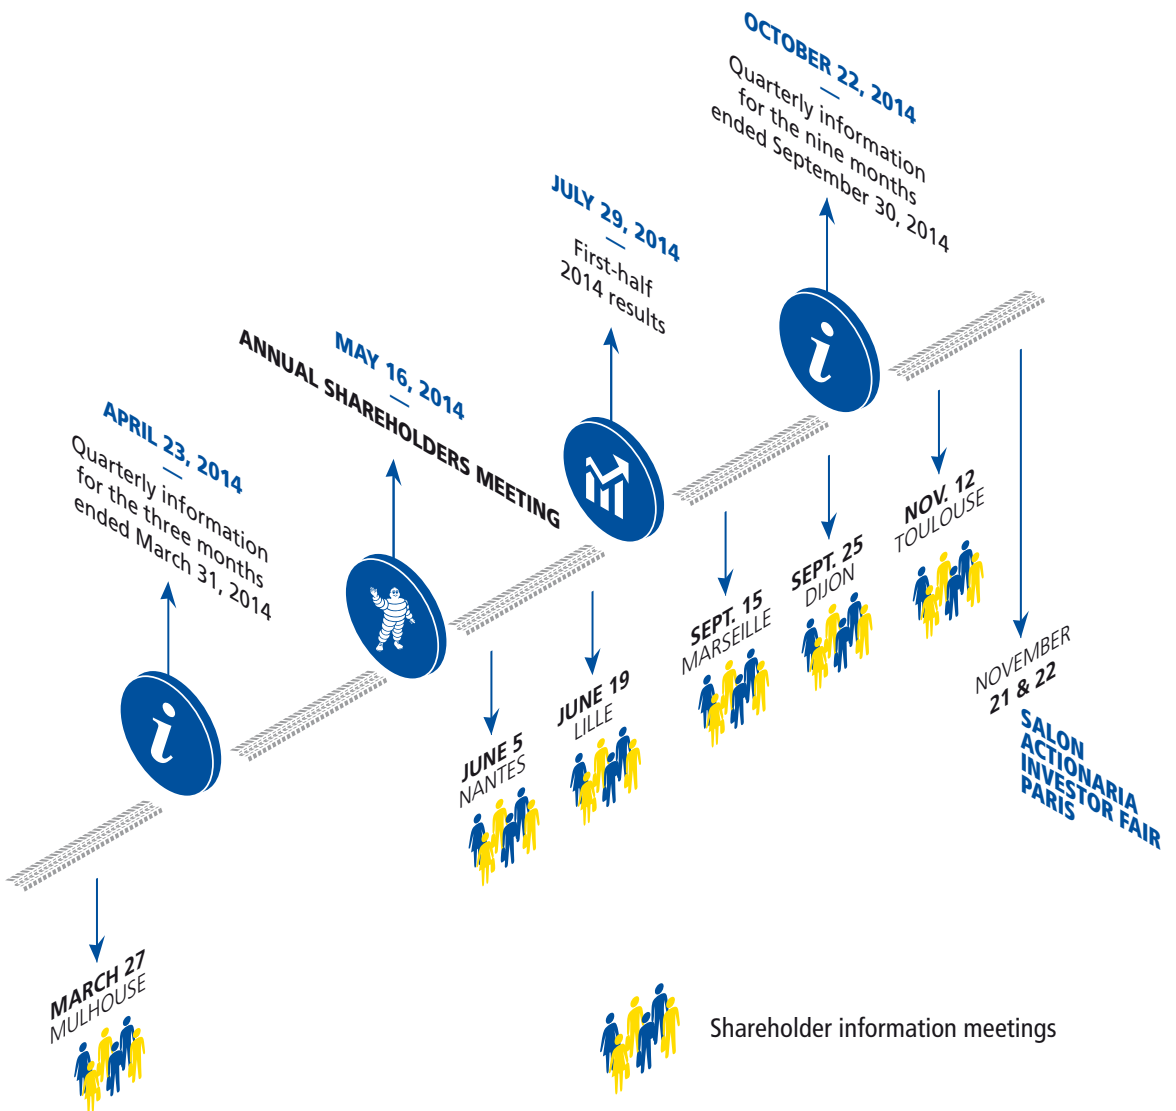 OCTOBER 22, 2014
Quarterly information
for the nine months
ended September 30, 2014
JULY 29, 2014
First-half
2014 results
MAY 16, 2014
ANNUAL SHAREHOLDERS MEETING
APRIL 23, 2014
Quarterly information
for the three months
ended March 31, 2014
i
i
MARCH 27
MULHOUSE
JUNE 5
NANTES
JUNE 19
LILLE
SEPT. 15
MARSEILLE
SEPT. 25
DIJON
NOV. 12
TOULOUSE
NOVEMBER
21 & 22
SALON
ACTIONARIA
INVESTOR FAIR
PARIS
Shareholder information meetings